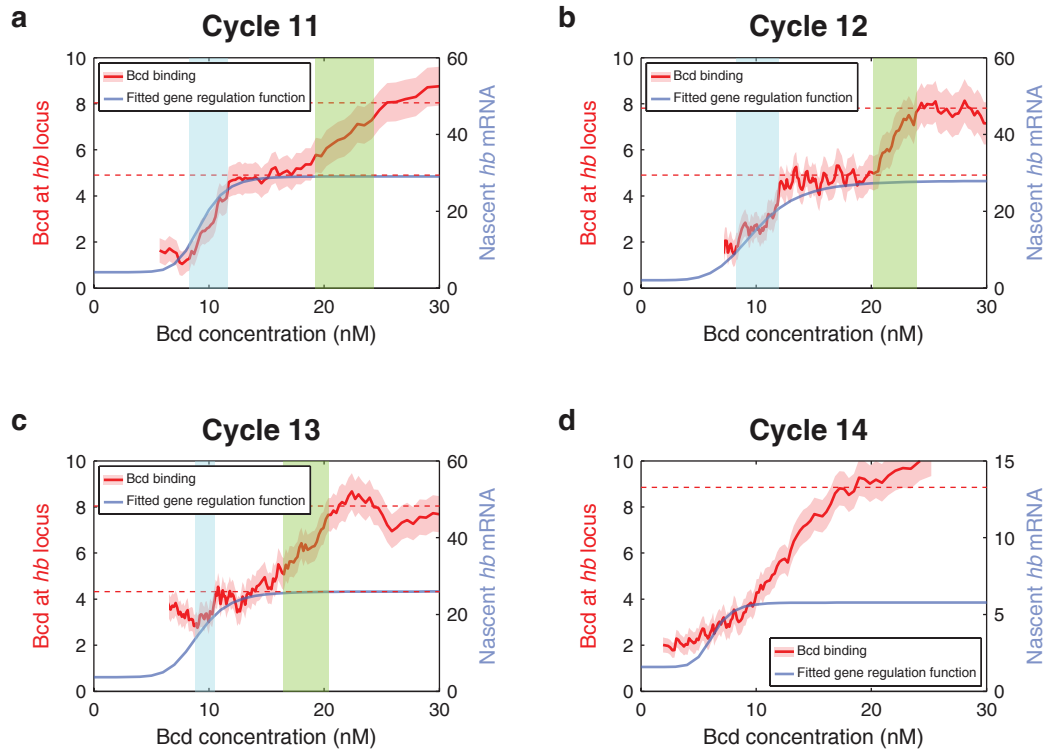 a
Cycle 11
Bcd at hb locus
10
8
6
4
2
0
Bcd binding
Fitted gene regulation function
60
40
20
0
Nascent hb mRNA
0 10 20 30
Bcd concentration (nM)
b
Cycle 12
Bcd at hb locus
10
8
6
4
2
0
Bcd binding
Fitted gene regulation function
60
40
20
0
Nascent hb mRNA
0 10 20 30
Bcd concentration (nM)
c
Cycle 13
Bcd at hb locus
10
8
6
4
2
0
Bcd binding
Fitted gene regulation function
60
40
20
0
Nascent hb mRNA
0 10 20 30
Bcd concentration (nM)
d
Cycle 14
Bcd at hb locus
10
8
6
4
2
0
Bcd binding
Fitted gene regulation function
15
10
5
0
Nascent hb mRNA
0 10 20 30
Bcd concentration (nM)